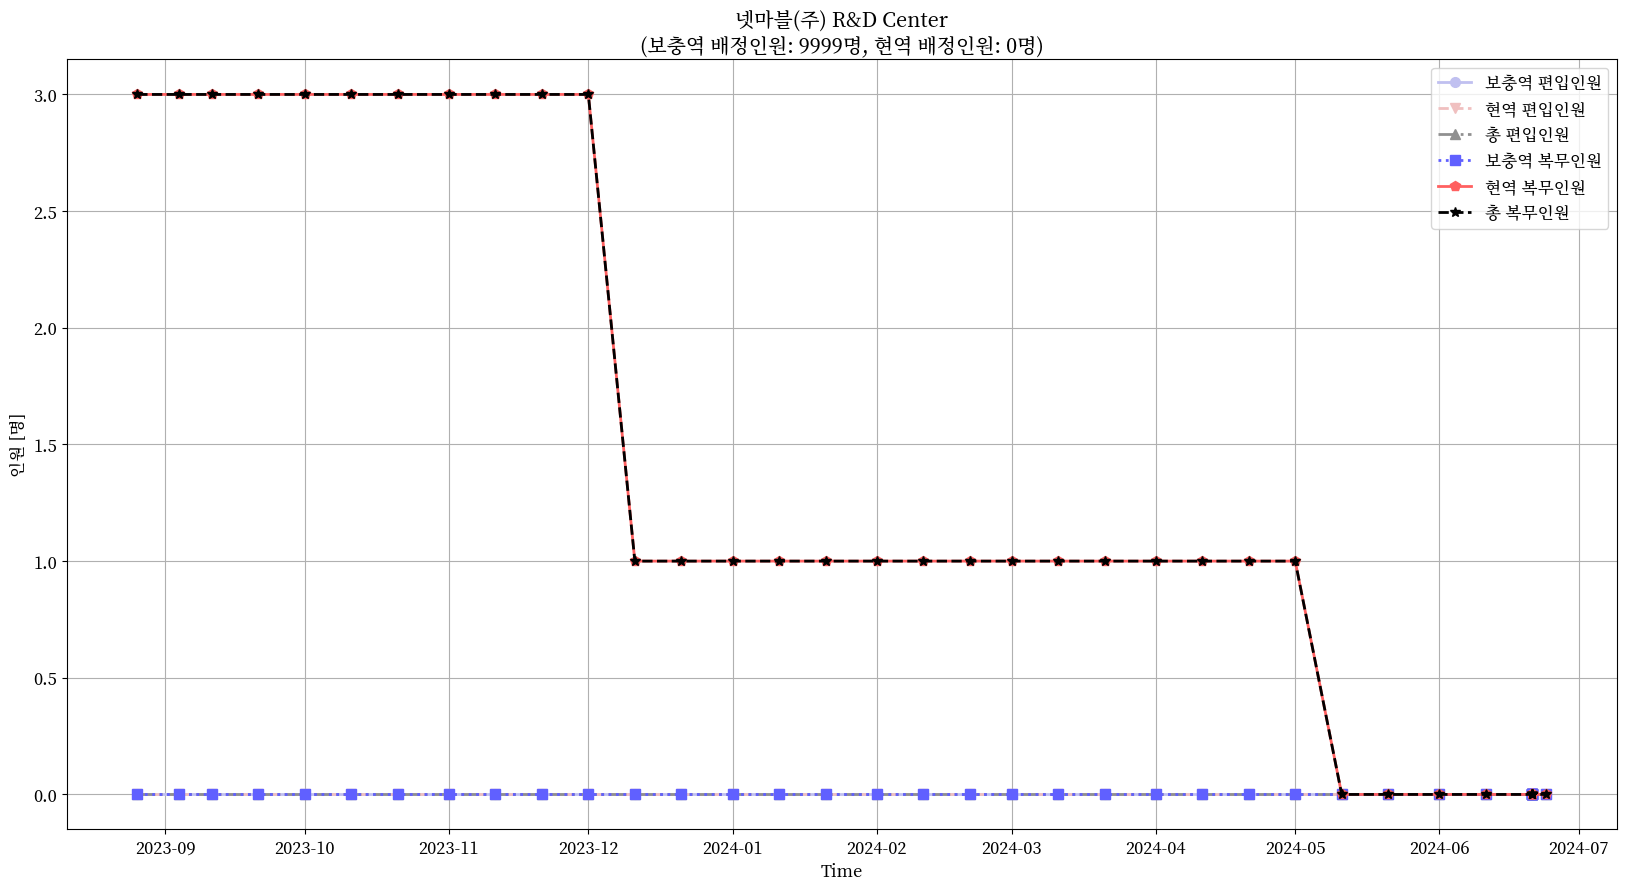 넷마블(주) R&D Center
(보충역 배정인원: 9999명, 현역 배정인원: 0명)
3.0
2.5
2.0
1.5
1.0
0.5
0.0
인원 [명]
보충역 편입인원
현역 편입인원
총 편입인원
보충역 복무인원
현역 복무인원
총 복무인원
2023-09 2023-10 2023-11 2023-12 2024-01 2024-02 2024-03 2024-04 2024-05 2024-06 2024-07
Time